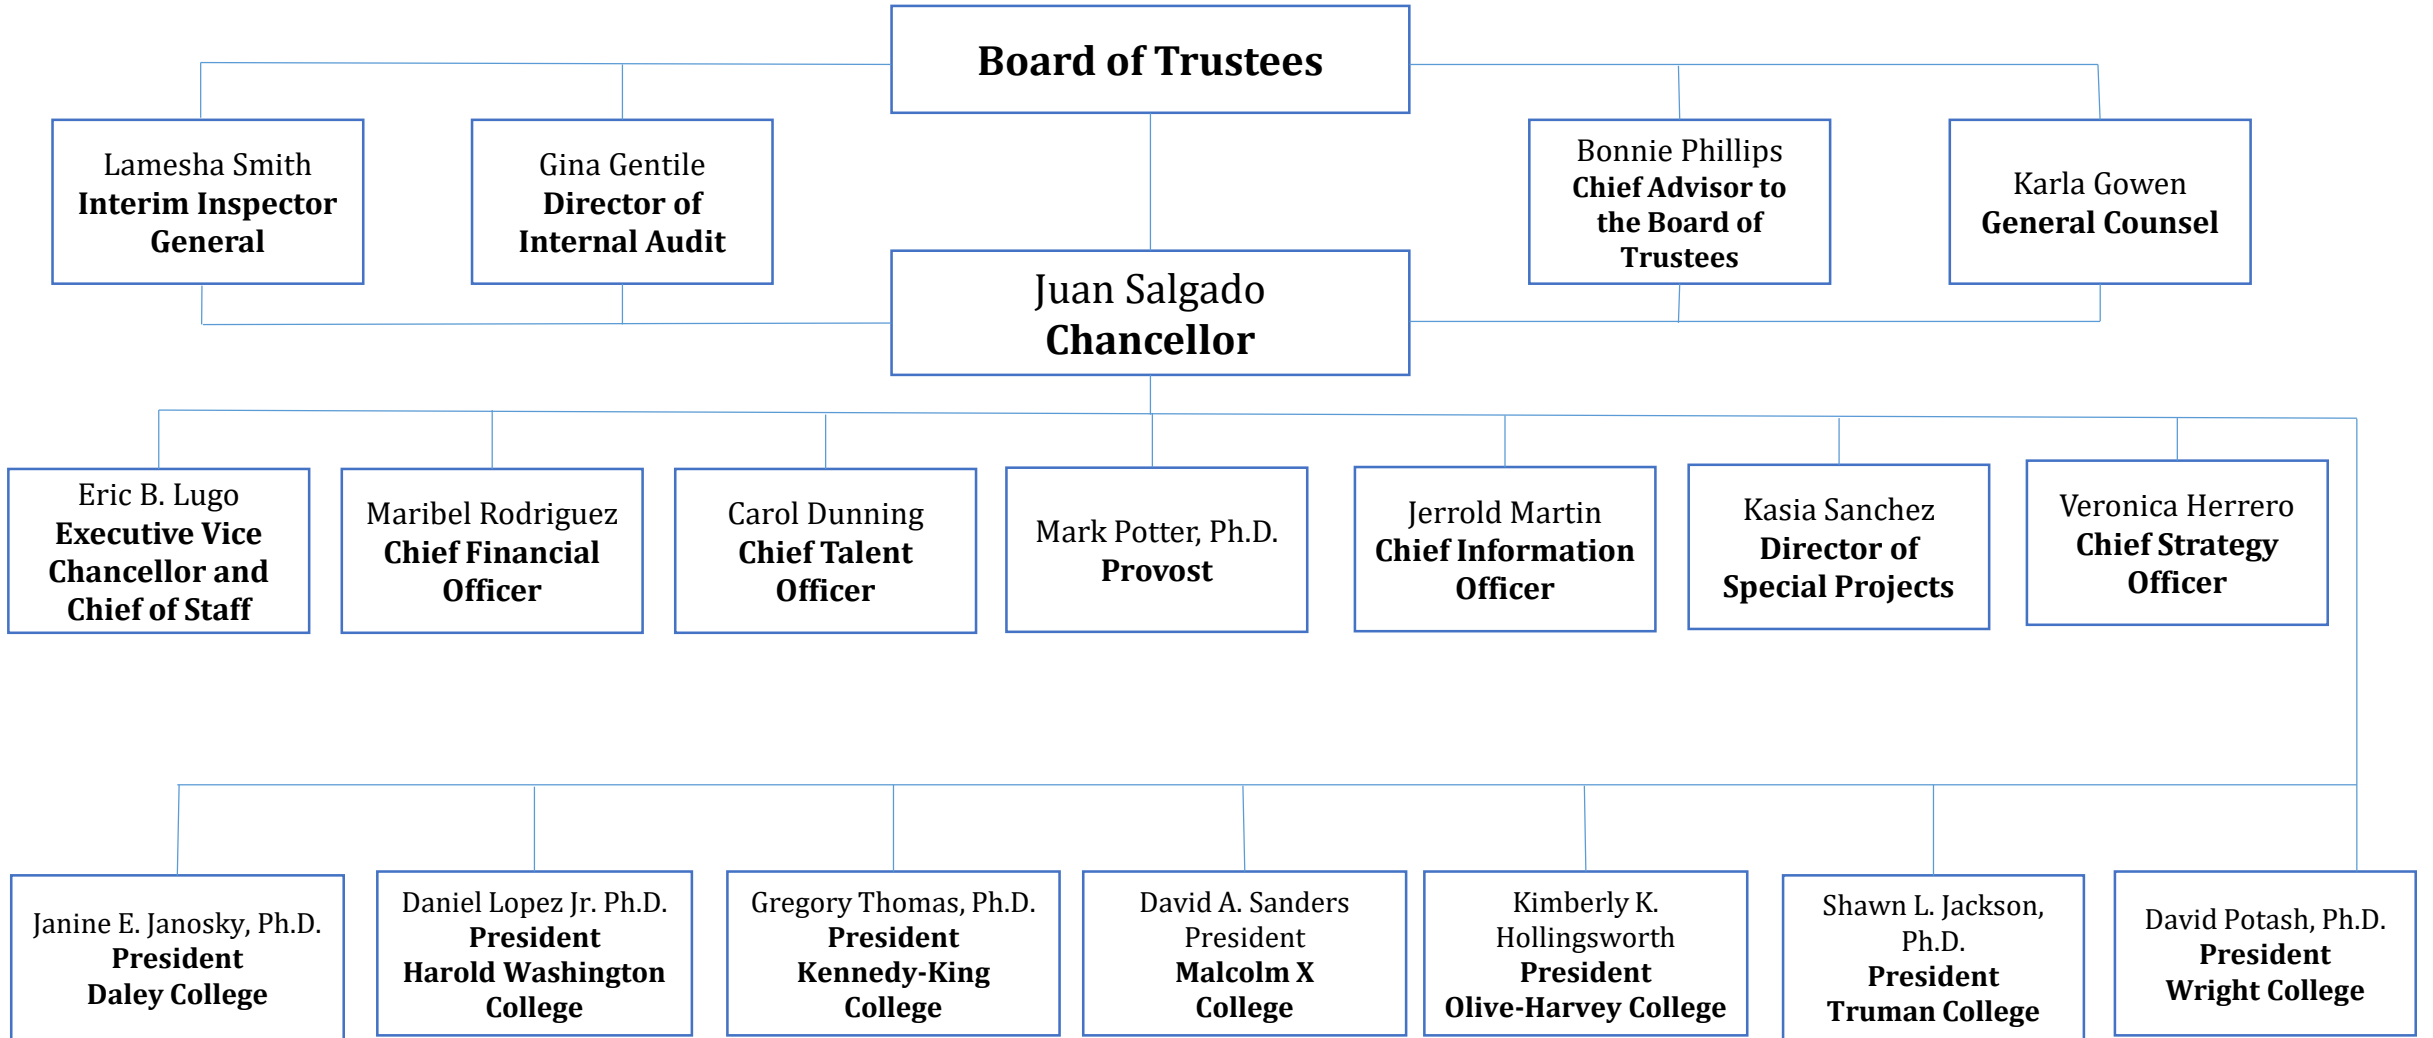 Board of Trustees
Lamesha Smith
Interim Inspector
General
Gina Gentile
Director of
Internal Audit
Bonnie Phillips
Chief Advisor to
the Board of
Trustees
Karla Gowen
General Counsel
Juan Salgado
Chancellor
Eric B. Lugo
Executive Vice
Chancellor and
Chief of Staff
Maribel Rodriguez
Chief Financial
Officer
Carol Dunning
Chief Talent
Officer
Mark Potter, Ph.D.
Provost
Jerrold Martin
Chief Information
Officer
Kasia Sanchez
Director of
Special Projects
Veronica Herrero
Chief Strategy
Officer
Janine E. Janosky, Ph.D.
President
Daley College
Daniel Lopez Jr. Ph.D.
President
Harold Washington
College
Gregory Thomas, Ph.D.
President
Kennedy-King
College
David A. Sanders
President
Malcolm X
College
Kimberly K.
Hollingsworth
President
Olive-Harvey College
Shawn L. Jackson,
Ph.D.
President
Truman College
David Potash, Ph.D.
President
Wright College